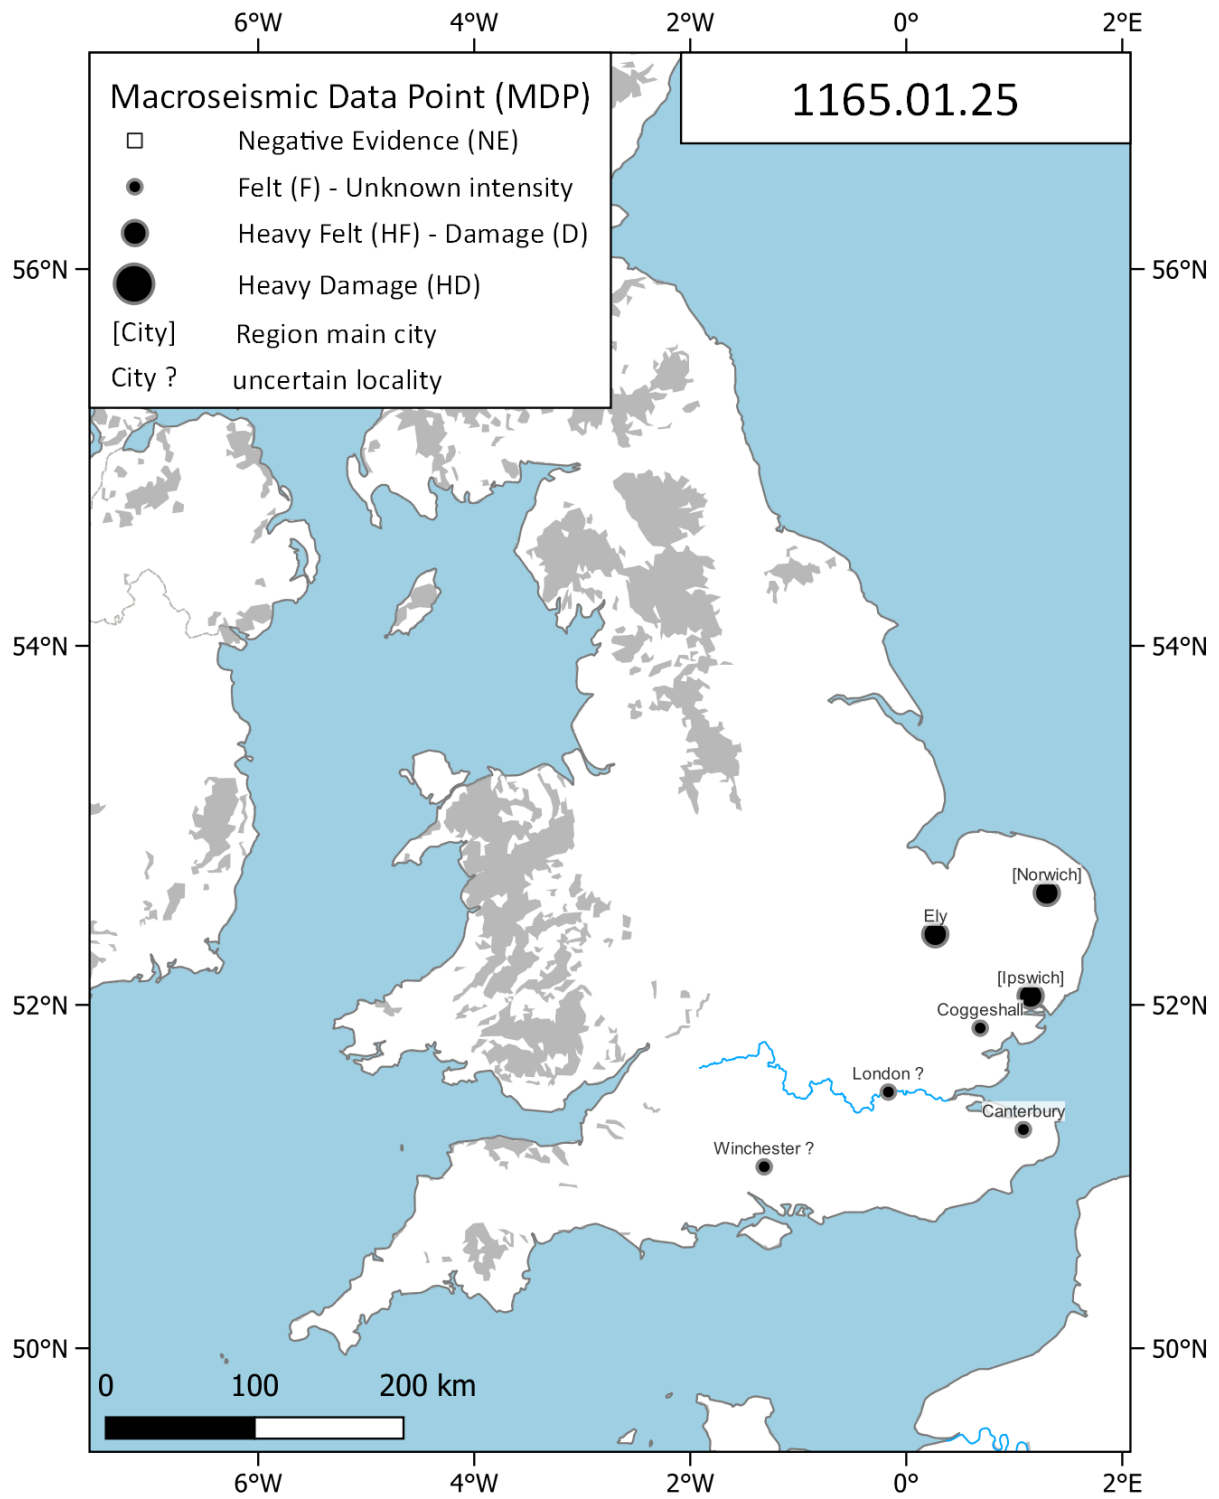 6°W 4°W 2°W 0° 2°E
Macroseismic Data Point (MDP)
Negative Evidence (NE)
Felt (F) - Unknown intensity
Heavy Felt (HF) - Damage (D)
Heavy Damage (HD)
[City] Region main city
City ? uncertain locality
1165.01.25
56°N 56°N
54°N 54°N
[Norwich]
Ely
[Ipswich]
52°N 52°N
Coggeshall
London ?
Canterbury
Winchester ?
50°N 50°N
0 100 200 km
6°W 4°W 2°W 0° 2°E